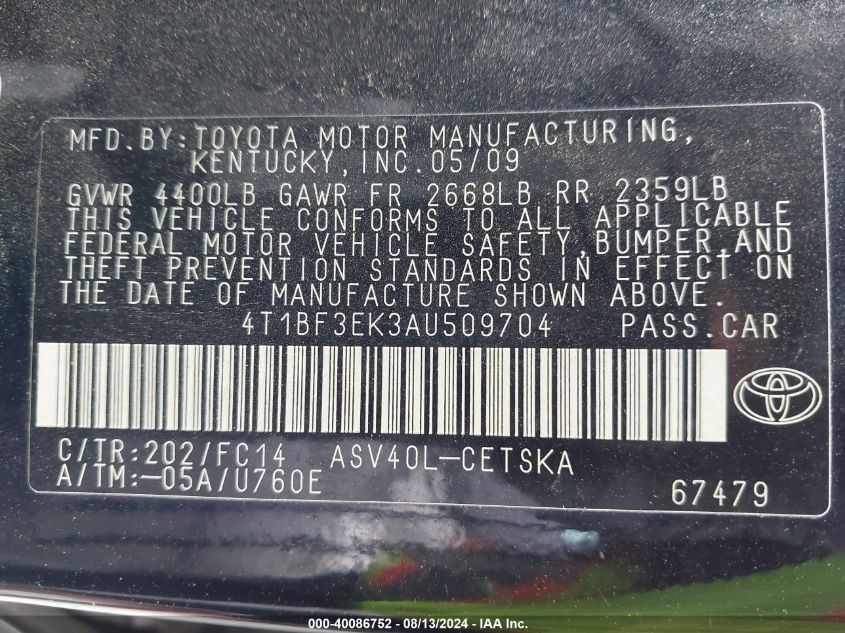 MFD.BY:TOYOTA MOTOR MANUFACTURING,
KENTUCKY,INC.05/09
GVWR 4400LB GAWR FR 2668LB RR 2359LB
THIS VEHICLE CONFORMS TO ALL APPLICABLE
FEDERAL MOTOR VEHICLE SAFETY,BUMPER,AND
THEFT PREVENTION STANDARDS IN EFFECT ON
THE DATE OF MANUFACTURE SHOWN ABOVE.
4T1BF3EK3AU509704 PASS.CAR
C/TR:202/FC14 ASV40L-CETSKA
A/TM:-05A/U760E
67479
000-40086752 - 08/13/2024 - IAA Inc.